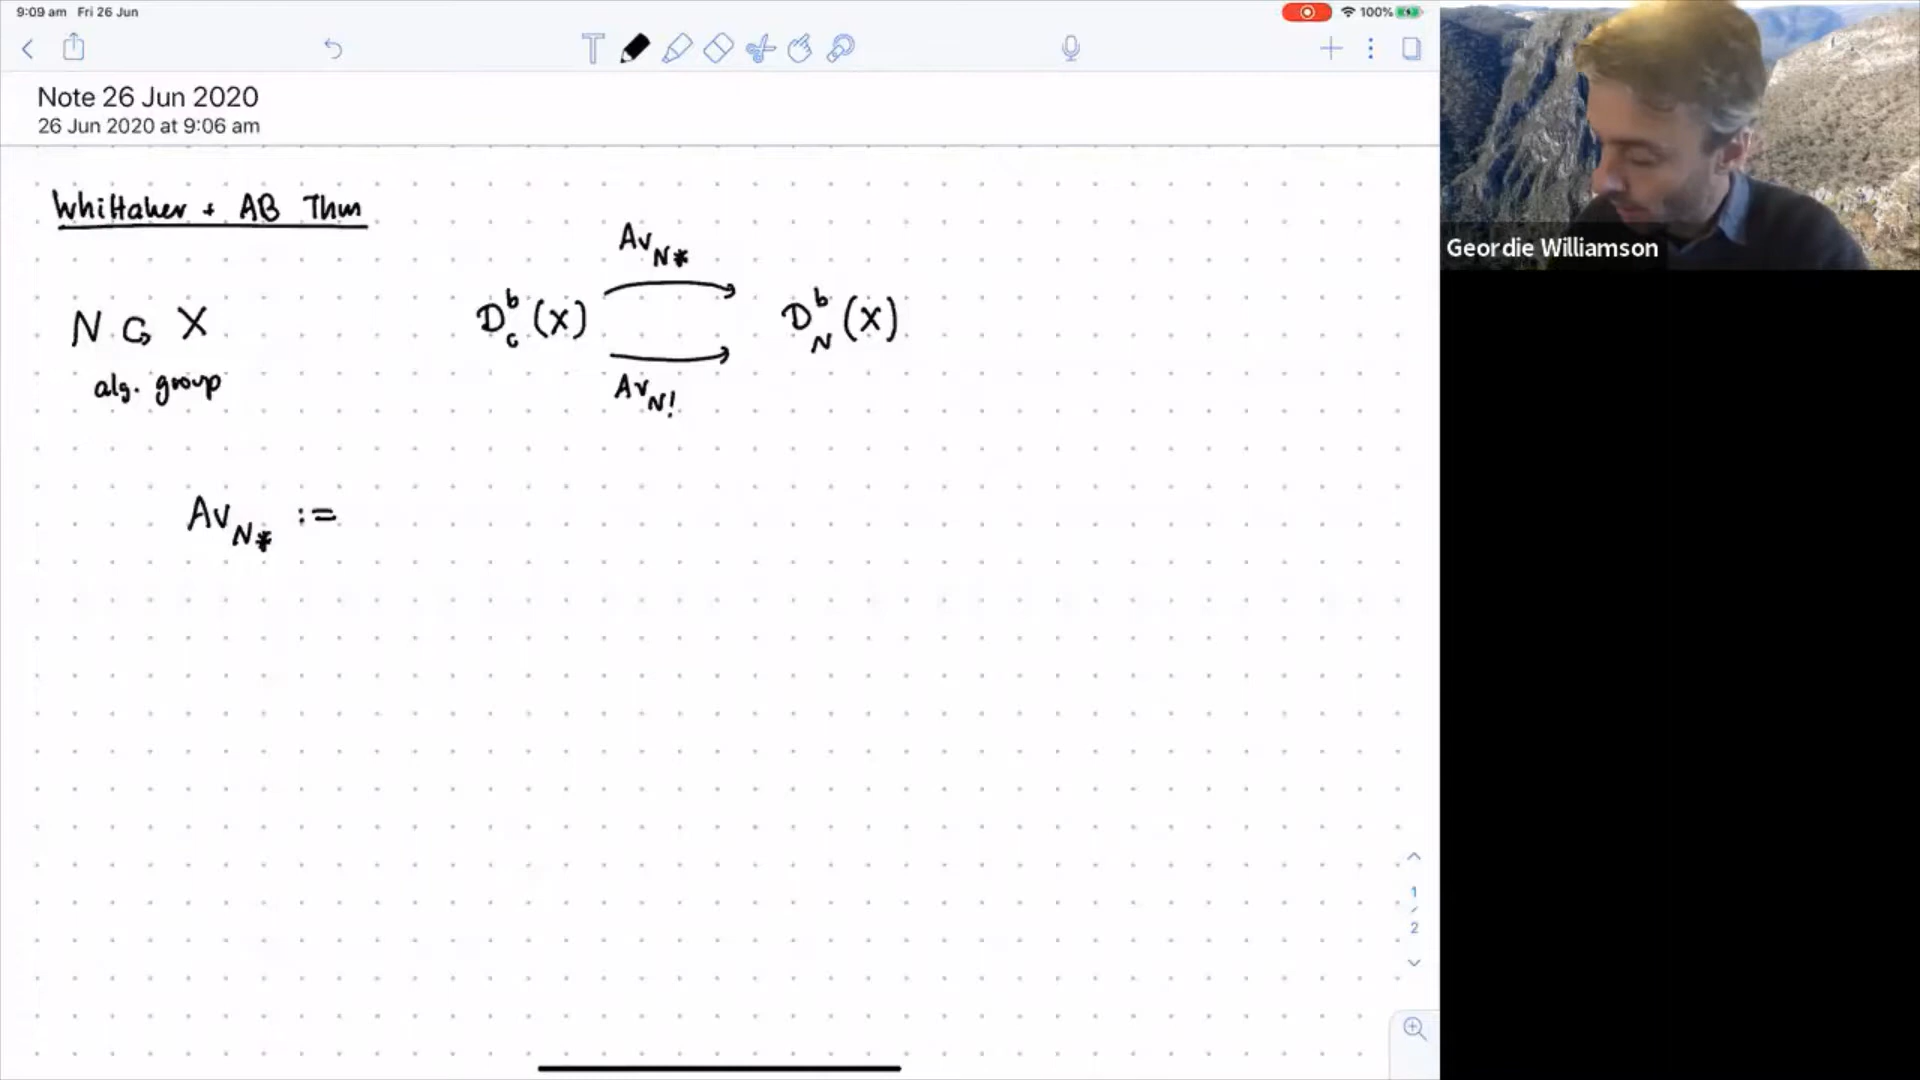 9:09 am Fri 26 Jun
100%
Note 26 Jun 2020
26 Jun 2020 at 9:06 am
Whittaker + AB Thm
Av_{N*}
N ↻ X
D^b_c(X) → D^b_N(X)
alg. group
Av_{N!}
Av_{N*} :=
Geordie Williamson
1
/
2